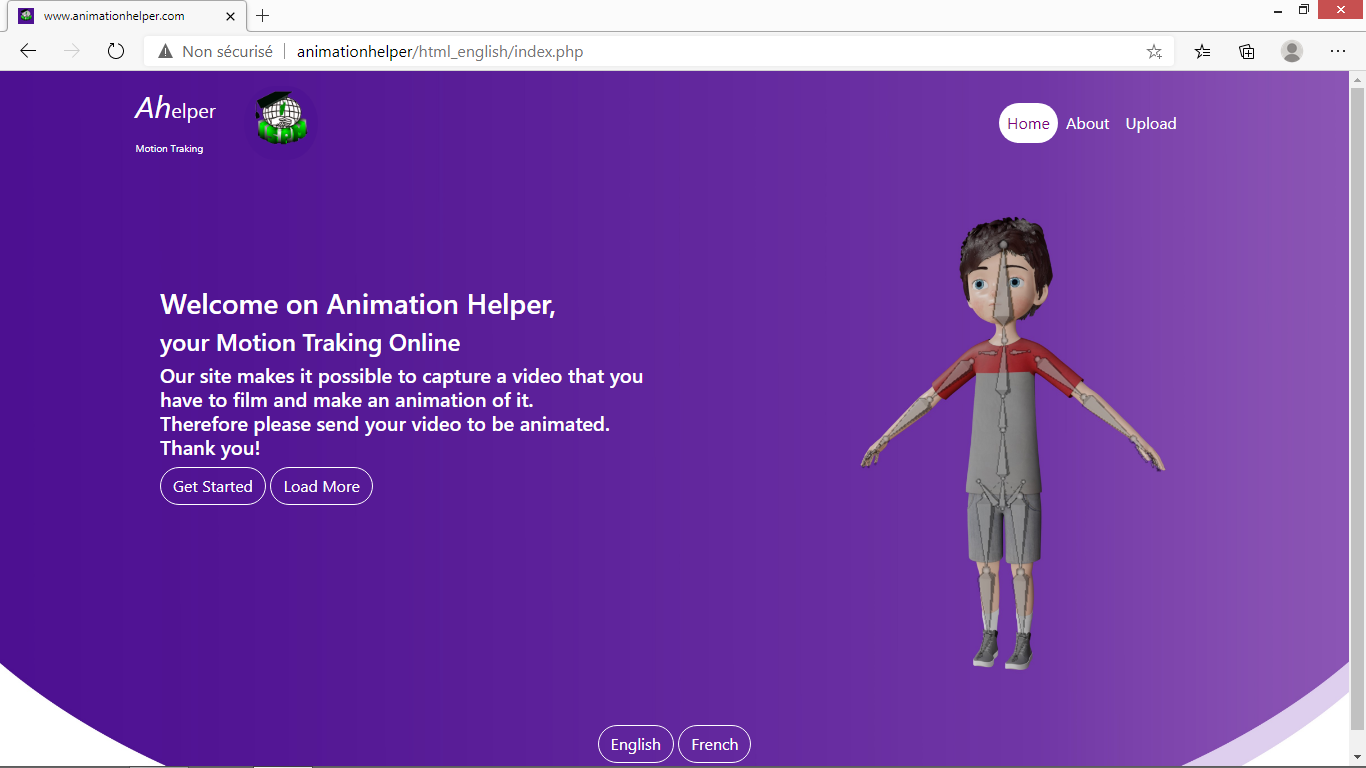 www.animationhelper.com
Non sécurisé | animationhelper/html_english/index.php
Ahelper
Motion Traking
Home About Upload
Welcome on Animation Helper,
your Motion Traking Online
Our site makes it possible to capture a video that you
have to film and make an animation of it.
Therefore please send your video to be animated.
Thank you!
Get Started Load More
English French